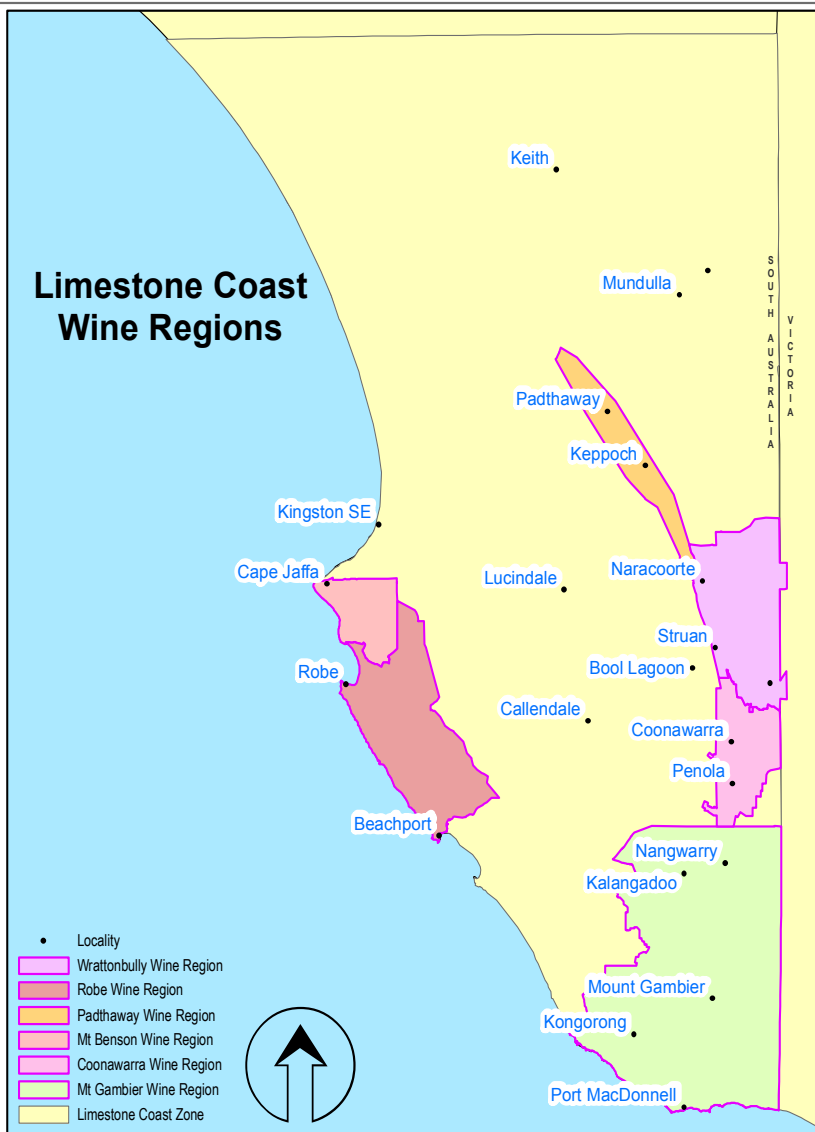 Keith
Limestone Coast
Wine Regions
Mundulla
SOUTH AUSTRALIA
VICTORIA
Padthaway
Keppoch
Kingston SE
Cape Jaffa
Lucindale
Naracoorte
Struan
Bool Lagoon
Robe
Callendale
Coonawarra
Penola
Beachport
Nangwarry
Kalangadoo
Mount Gambier
Kongorong
Port MacDonnell
Locality
Wrattonbully Wine Region
Robe Wine Region
Padthaway Wine Region
Mt Benson Wine Region
Coonawarra Wine Region
Mt Gambier Wine Region
Limestone Coast Zone